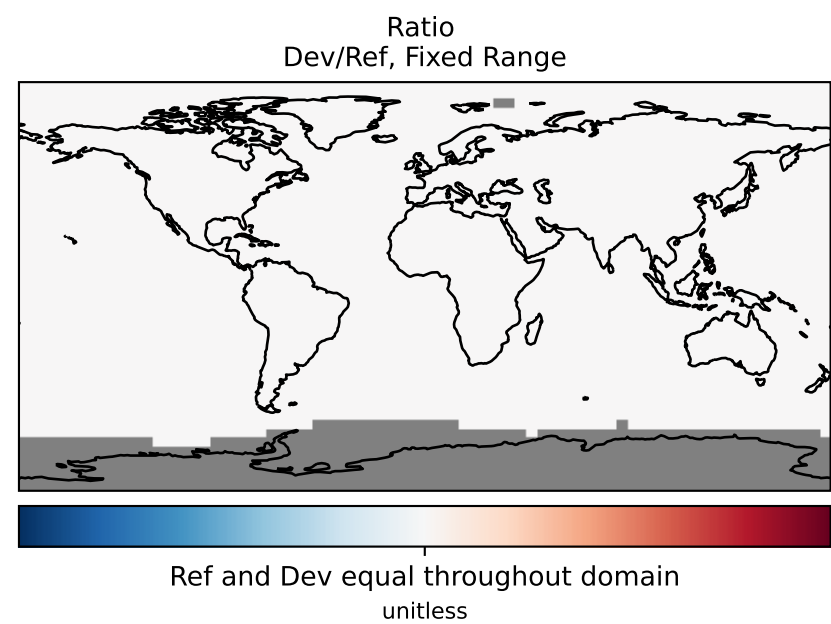 Ratio
Dev/Ref, Fixed Range
Ref and Dev equal throughout domain
unitless